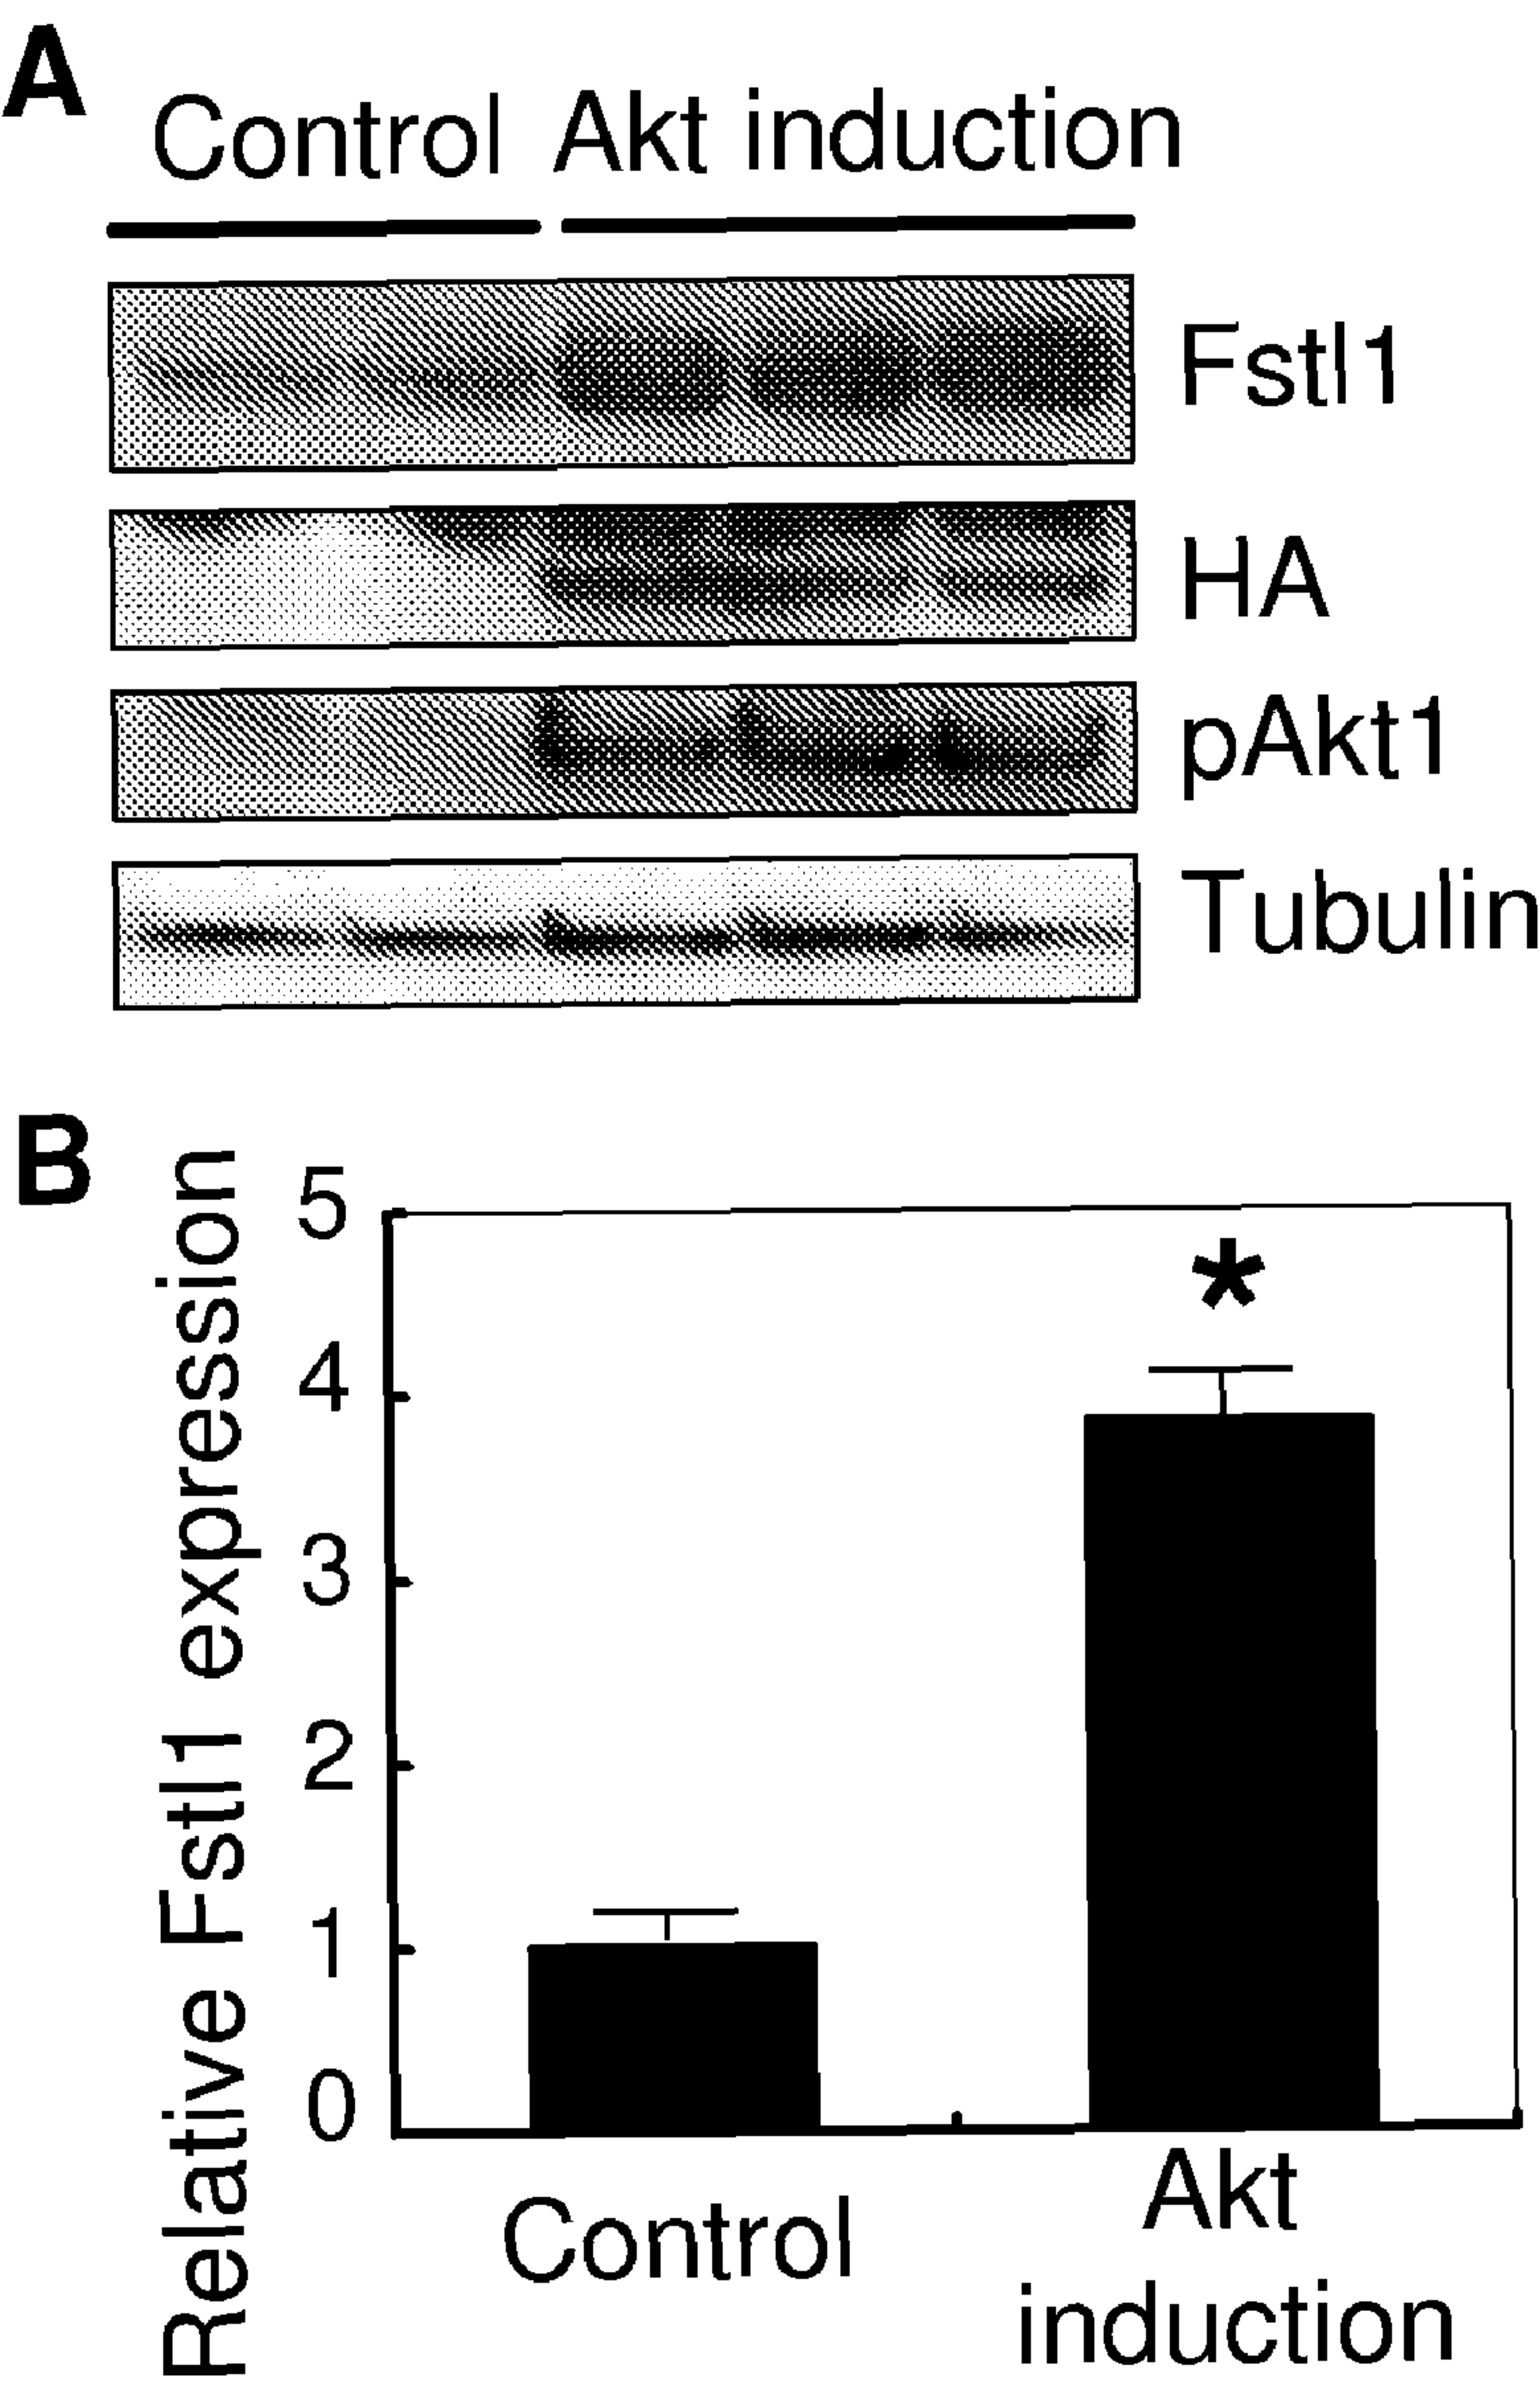 A
Control Akt induction
Fstl1
HA
pAkt1
Tubulin
B
Relative Fstl1 expression
5
4
3
2
1
0
*
Control
Akt
induction